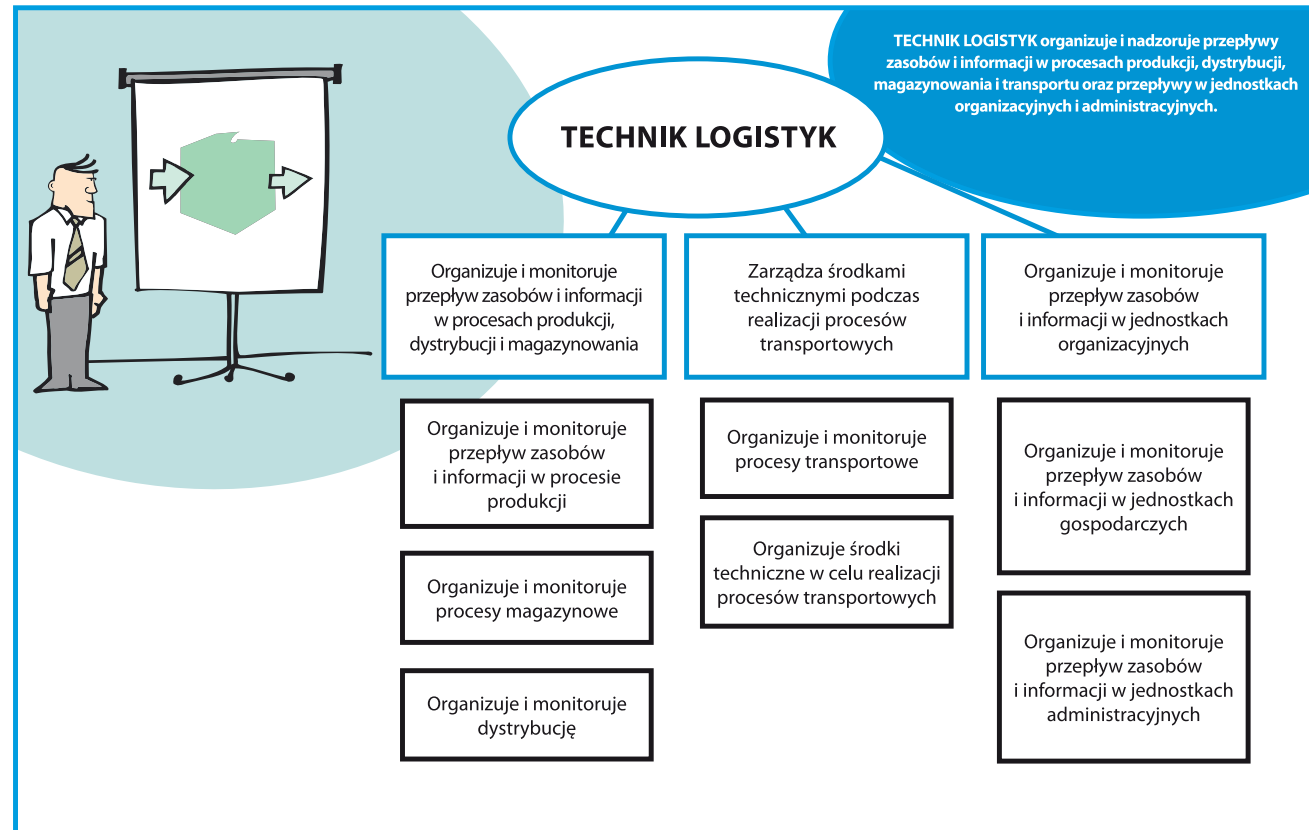 TECHNIK LOGISTYK organizuje i nadzoruje przepływy
zasobów i informacji w procesach produkcji, dystrybucji,
magazynowania i transportu oraz przepływy w jednostkach
organizacyjnych i administracyjnych.
TECHNIK LOGISTYK
Organizuje i monitoruje
przepływ zasobów i informacji
w procesach produkcji,
dystrybucji i magazynowania
Zarządza środkami
technicznymi podczas
realizacji procesów
transportowych
Organizuje i monitoruje
przepływ zasobów
i informacji w jednostkach
organizacyjnych
Organizuje i monitoruje
przepływ zasobów
i informacji w procesie
produkcji
Organizuje i monitoruje
procesy magazynowe
Organizuje i monitoruje
dystrybucję
Organizuje i monitoruje
procesy transportowe
Organizuje środki
techniczne w celu realizacji
procesów transportowych
Organizuje i monitoruje
przepływ zasobów
i informacji w jednostkach
gospodarczych
Organizuje i monitoruje
przepływ zasobów
i informacji w jednostkach
administracyjnych